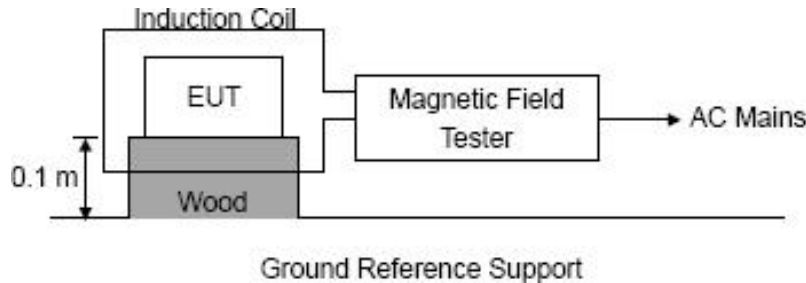 Induction Coil
EUT
Magnetic Field
Tester
AC Mains
0.1 m
Wood
Ground Reference Support